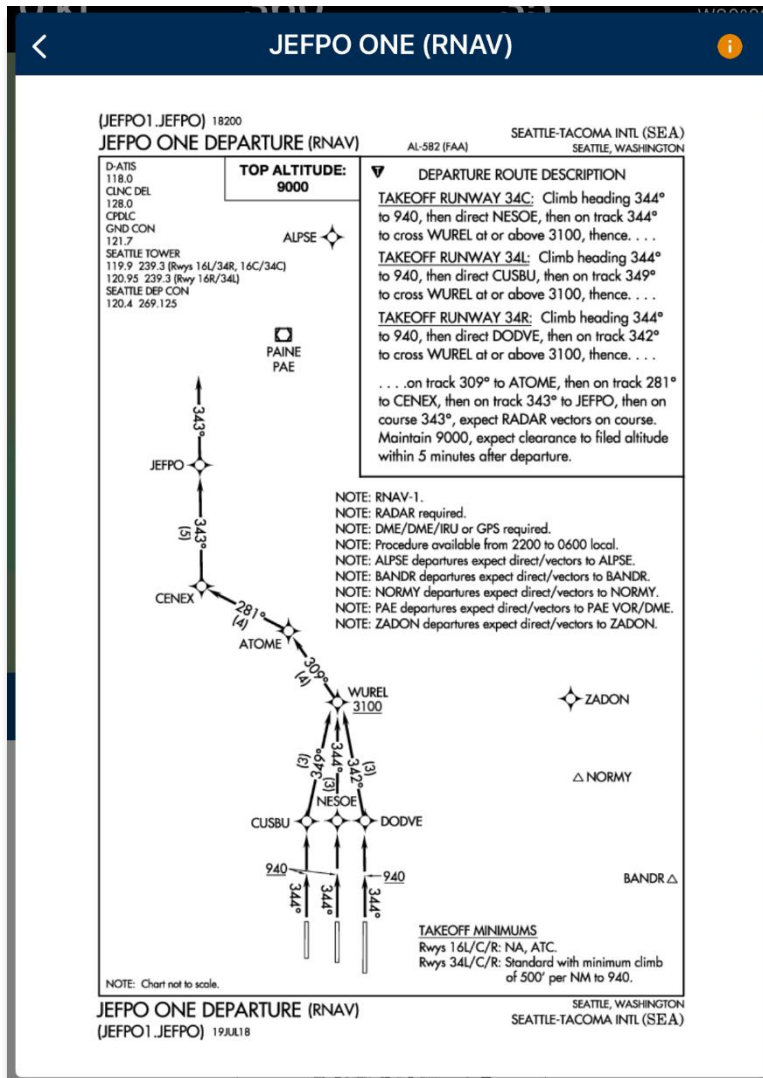 JEFPO ONE (RNAV)
(JEFPO1.JEFPO) 18200
JEFPO ONE DEPARTURE (RNAV)
AL-582 (FAA)
SEATTLE-TACOMA INTL (SEA)
SEATTLE, WASHINGTON
D-ATIS
118.0
CLNC DEL
128.0
CPDLC
GND CON
121.7
SEATTLE TOWER
119.9 239.3 (Rwys 16L/34R, 16C/34C)
120.95 239.3 (Rwy 16R/34L)
SEATTLE DEP CON
120.4 269.125
TOP ALTITUDE:
9000
DEPARTURE ROUTE DESCRIPTION
TAKEOFF RUNWAY 34C: Climb heading 344°
to 940, then direct NESOE, then on track 344°
to cross WUREL at or above 3100, thence. . . .
TAKEOFF RUNWAY 34L: Climb heading 344°
to 940, then direct CUSBU, then on track 349°
to cross WUREL at or above 3100, thence. . . .
TAKEOFF RUNWAY 34R: Climb heading 344°
to 940, then direct DODVE, then on track 342°
to cross WUREL at or above 3100, thence. . . .
. . . .on track 309° to ATOME, then on track 281°
to CENEX, then on track 343° to JEFPO, then on
course 343°, expect RADAR vectors on course.
Maintain 9000, expect clearance to filed altitude
within 5 minutes after departure.
ALPSE
PAINE
PAE
343°
JEFPO
343°
(5)
CENEX
281°
(4)
ATOME
309°
(4)
WUREL
3100
NOTE: RNAV-1.
NOTE: RADAR required.
NOTE: DME/DME/IRU or GPS required.
NOTE: Procedure available from 2200 to 0600 local.
NOTE: ALPSE departures expect direct/vectors to ALPSE.
NOTE: BANDR departures expect direct/vectors to BANDR.
NOTE: NORMY departures expect direct/vectors to NORMY.
NOTE: PAE departures expect direct/vectors to PAE VOR/DME.
NOTE: ZADON departures expect direct/vectors to ZADON.
ZADON
NORMY
BANDR
(3)
349°
344°
(3)
342°
(3)
NESOE
CUSBU
DODVE
940
940
344°
344°
344°
TAKEOFF MINIMUMS
Rwys 16L/C/R: NA, ATC.
Rwys 34L/C/R: Standard with minimum climb
of 500' per NM to 940.
NOTE: Chart not to scale.
JEFPO ONE DEPARTURE (RNAV)
(JEFPO1.JEFPO) 19JUL18
SEATTLE, WASHINGTON
SEATTLE-TACOMA INTL (SEA)